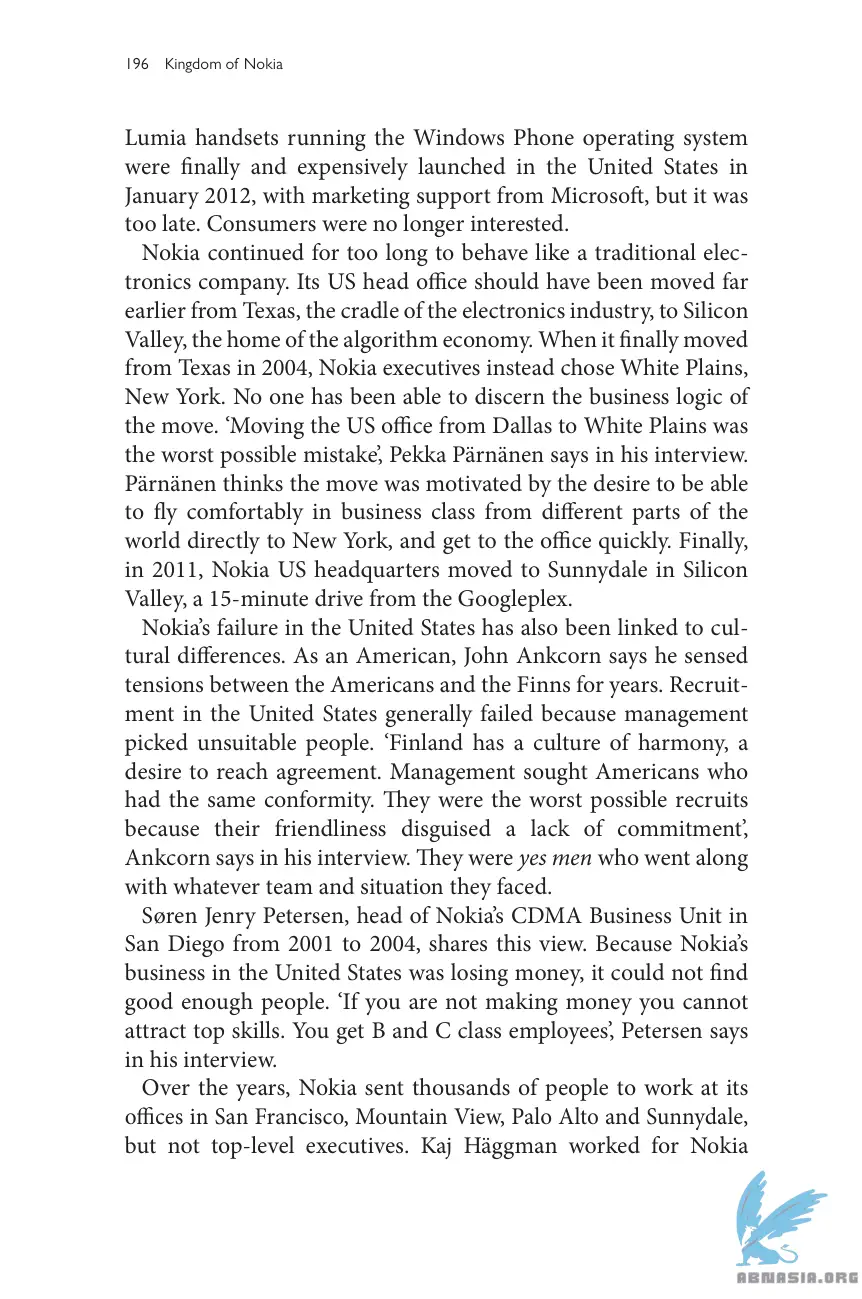 196 Kingdom of Nokia
Lumia handsets running the Windows Phone operating system
were finally and expensively launched in the United States in
January 2012, with marketing support from Microsoft, but it was
too late. Consumers were no longer interested.
Nokia continued for too long to behave like a traditional elec-
tronics company. Its US head office should have been moved far
earlier from Texas, the cradle of the electronics industry, to Silicon
Valley, the home of the algorithm economy. When it finally moved
from Texas in 2004, Nokia executives instead chose White Plains,
New York. No one has been able to discern the business logic of
the move. ‘Moving the US office from Dallas to White Plains was
the worst possible mistake’, Pekka Pärnänen says in his interview.
Pärnänen thinks the move was motivated by the desire to be able
to fly comfortably in business class from different parts of the
world directly to New York, and get to the office quickly. Finally,
in 2011, Nokia US headquarters moved to Sunnydale in Silicon
Valley, a 15-minute drive from the Googleplex.
Nokia’s failure in the United States has also been linked to cul-
tural differences. As an American, John Ankcorn says he sensed
tensions between the Americans and the Finns for years. Recruit-
ment in the United States generally failed because management
picked unsuitable people. ‘Finland has a culture of harmony, a
desire to reach agreement. Management sought Americans who
had the same conformity. They were the worst possible recruits
because their friendliness disguised a lack of commitment’,
Ankcorn says in his interview. They were yes men who went along
with whatever team and situation they faced.
Søren Jenry Petersen, head of Nokia’s CDMA Business Unit in
San Diego from 2001 to 2004, shares this view. Because Nokia’s
business in the United States was losing money, it could not find
good enough people. ‘If you are not making money you cannot
attract top skills. You get B and C class employees’, Petersen says
in his interview.
Over the years, Nokia sent thousands of people to work at its
offices in San Francisco, Mountain View, Palo Alto and Sunnydale,
but not top-level executives. Kaj Häggman worked for Nokia
ABNASIA.ORG